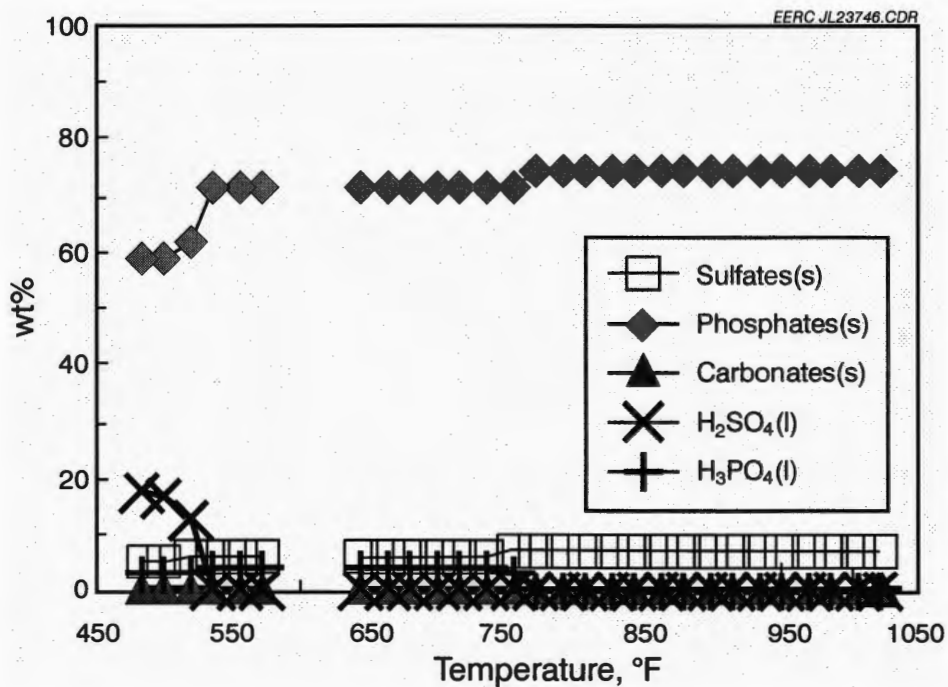 EERC JL23746.CDR
100
80
60
40
20
0
wt%
Sulfates(s)
Phosphates(s)
Carbonates(s)
H₂SO₄(l)
H₃PO₄(l)
450 550 650 750 850 950 1050
Temperature, °F